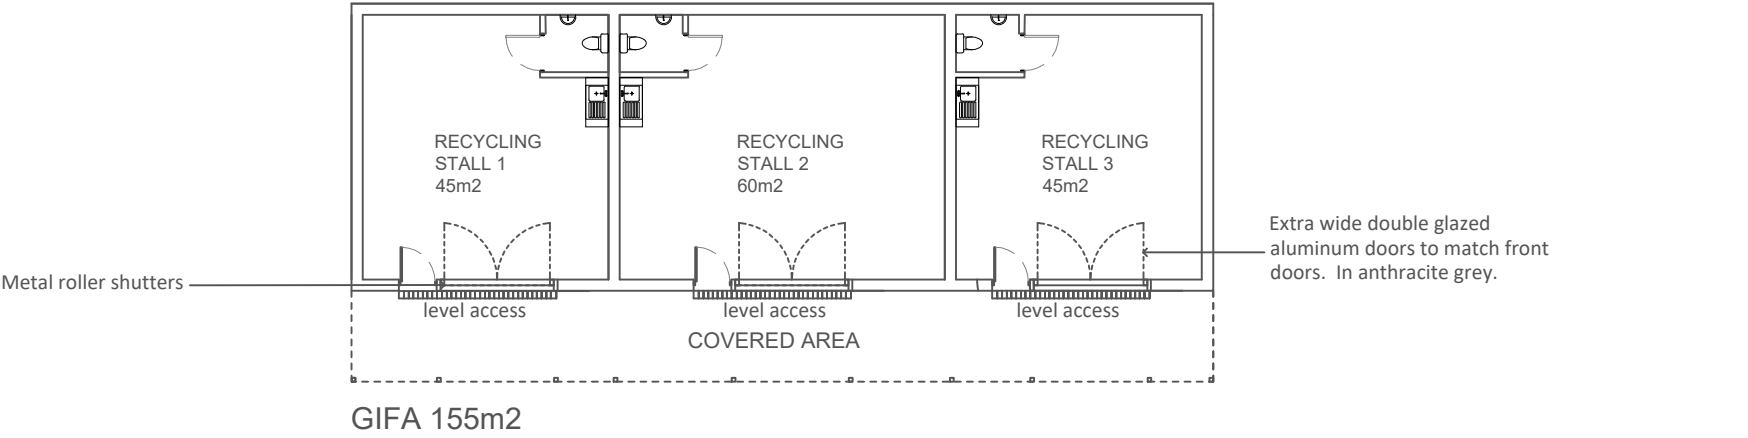 RECYCLING
STALL 1
45m2
RECYCLING
STALL 2
60m2
RECYCLING
STALL 3
45m2
Extra wide double glazed
aluminum doors to match front
doors. In anthracite grey.
Metal roller shutters
level access
level access
level access
COVERED AREA
GIFA 155m2